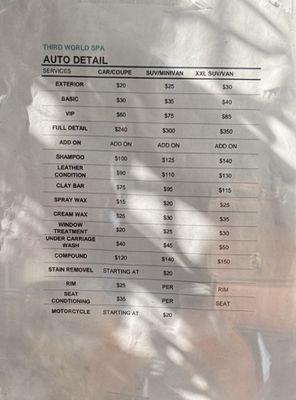 THIRD WORLD SPA
AUTO DETAIL
SERVICES CAR/COUPE SUV/MINIVAN XXL SUV/VAN
EXTERIOR $20 $25 $30
BASIC $30 $35 $40
VIP $60 $75 $85
FULL DETAIL $240 $300 $350
ADD ON ADD ON ADD ON ADD ON
SHAMPOO $100 $125 $140
LEATHER
CONDITION $90 $110 $130
CLAY BAR $75 $95 $115
SPRAY WAX $15 $20 $25
CREAM WAX $25 $30 $35
WINDOW
TREATMENT $20 $25 $30
UNDER CARRIAGE
WASH $40 $45 $50
COMPOUND $120 $140 $150
STAIN REMOVEL STARTING AT $20
RIM $25 PER RIM
SEAT
CONDTIONING $35 PER SEAT
MOTORCYCLE STARTING AT $20